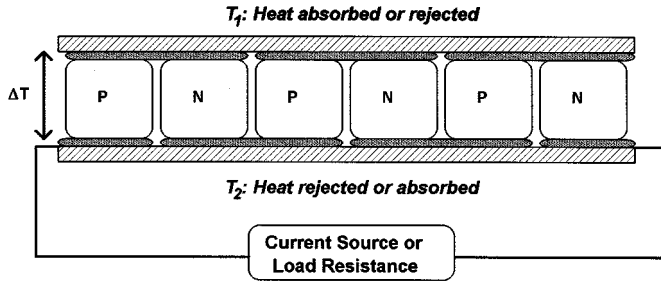 T1: Heat absorbed or rejected
ΔT
P N P N P N
T2: Heat rejected or absorbed
Current Source or
Load Resistance